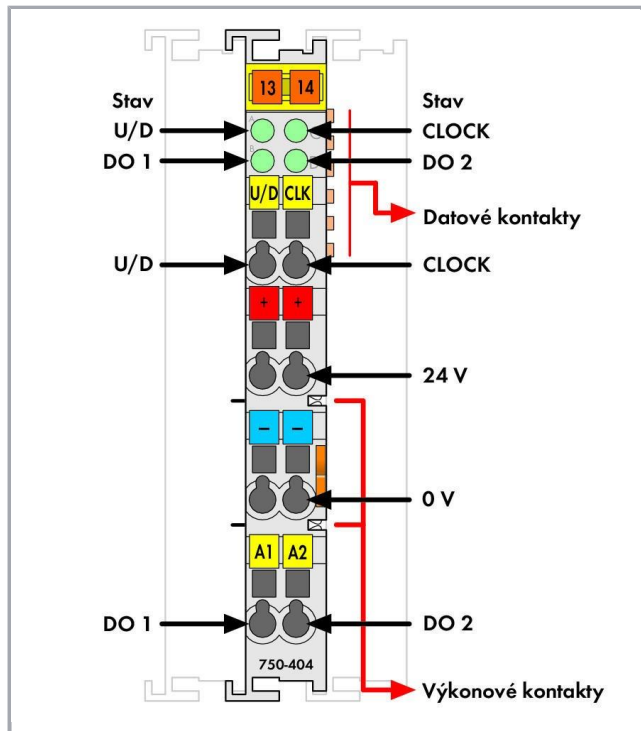 13 14
Stav Stav
U/D CLOCK
DO 1 DO 2
A C
B D
U/D CLK
Datové kontakty
U/D CLOCK
+ +
24 V
− −
0 V
A1 A2
DO 1 DO 2
750-404
Výkonové kontakty